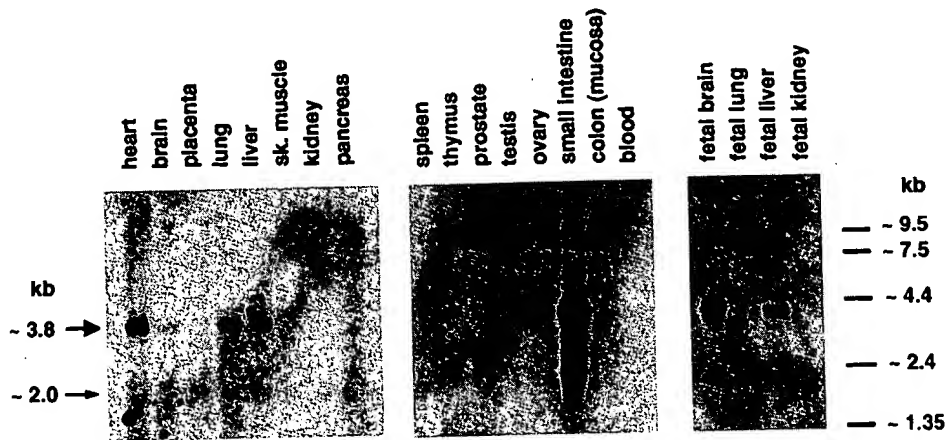 heart
brain
placenta
lung
liver
sk. muscle
kidney
pancreas
spleen
thymus
prostate
testis
ovary
small intestine
colon (mucosa)
blood
fetal brain
fetal lung
fetal liver
fetal kidney
kb
~ 3.8
~ 2.0
kb
~ 9.5
~ 7.5
~ 4.4
~ 2.4
~ 1.35